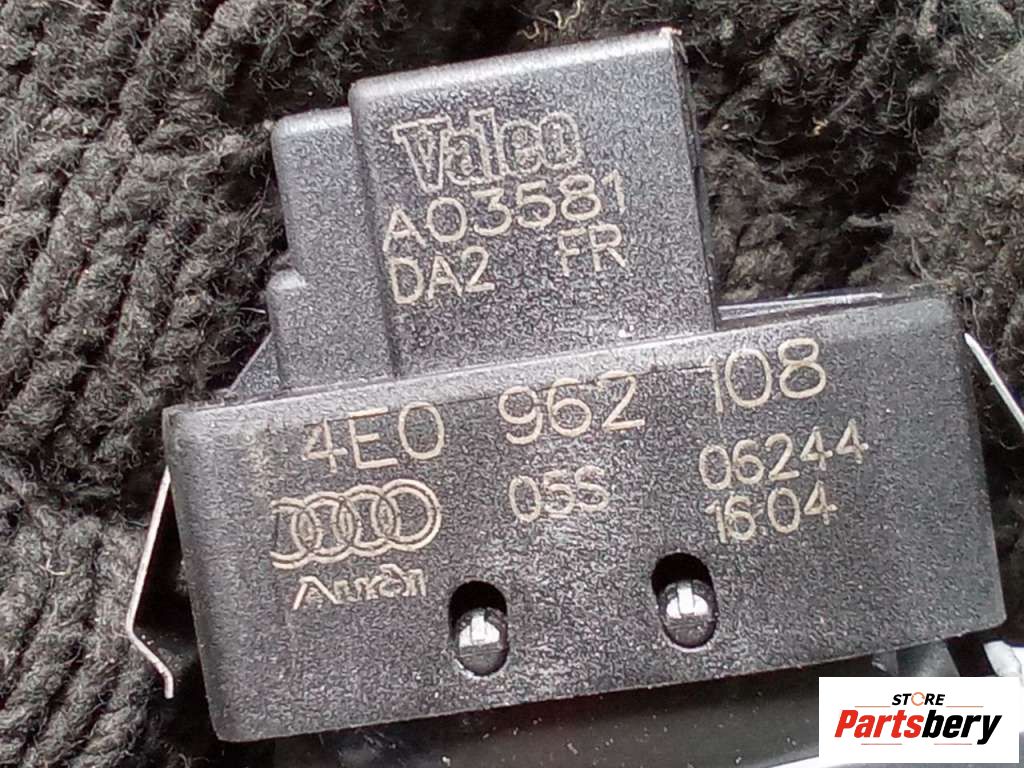 Valeo
A03581
DA2 FR
4E0 962 108
05S 06244
16:04
Audi
STORE
Partsbery